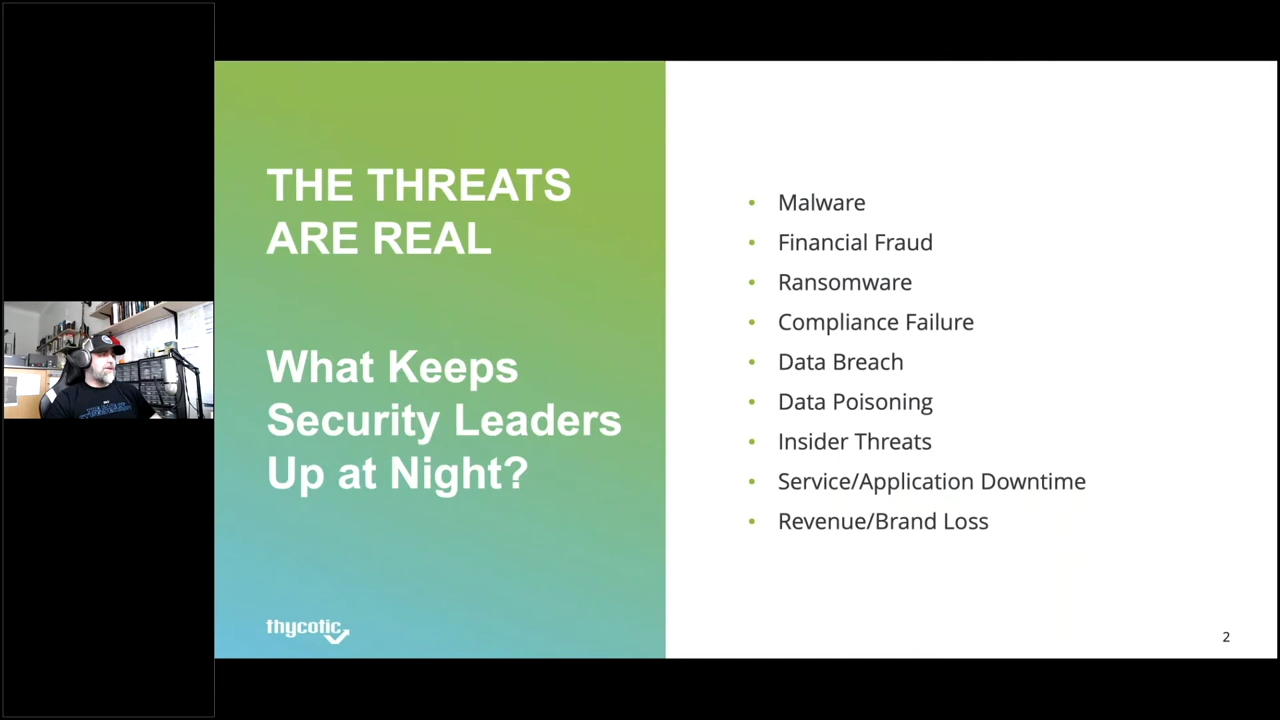 THE THREATS
ARE REAL
What Keeps
Security Leaders
Up at Night?
thycotic
• Malware
• Financial Fraud
• Ransomware
• Compliance Failure
• Data Breach
• Data Poisoning
• Insider Threats
• Service/Application Downtime
• Revenue/Brand Loss
2